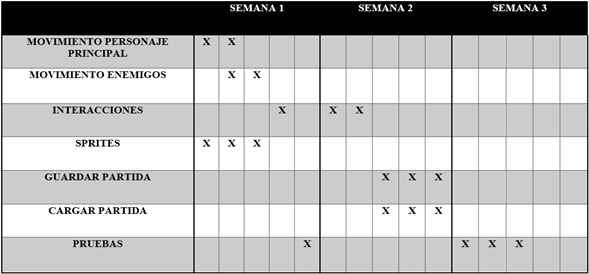 SEMANA 1 SEMANA 2 SEMANA 3
MOVIMIENTO PERSONAJE X X
PRINCIPAL
MOVIMIENTO ENEMIGOS X X
INTERACCIONES X X X
SPRITES X X X
GUARDAR PARTIDA X X X
CARGAR PARTIDA X X X
PRUEBAS X X X X